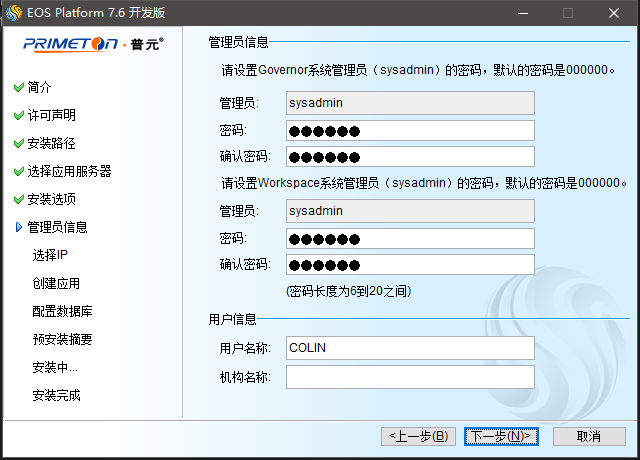 EOS Platform 7.6 开发版
PRIMETON·普元®
简介
许可声明
安装路径
选择应用服务器
安装选项
管理员信息
选择IP
创建应用
配置数据库
预安装摘要
安装中...
安装完成
管理员信息
请设置Governor系统管理员（sysadmin）的密码，默认的密码是000000。
管理员:
sysadmin
密码:
●●●●●●
确认密码:
●●●●●●
请设置Workspace系统管理员（sysadmin）的密码，默认的密码是000000。
管理员:
sysadmin
密码:
●●●●●●
确认密码:
●●●●●●
(密码长度为6到20之间)
用户信息
用户名称:
COLIN
机构名称:
<上一步(B)
下一步(N)>
取消